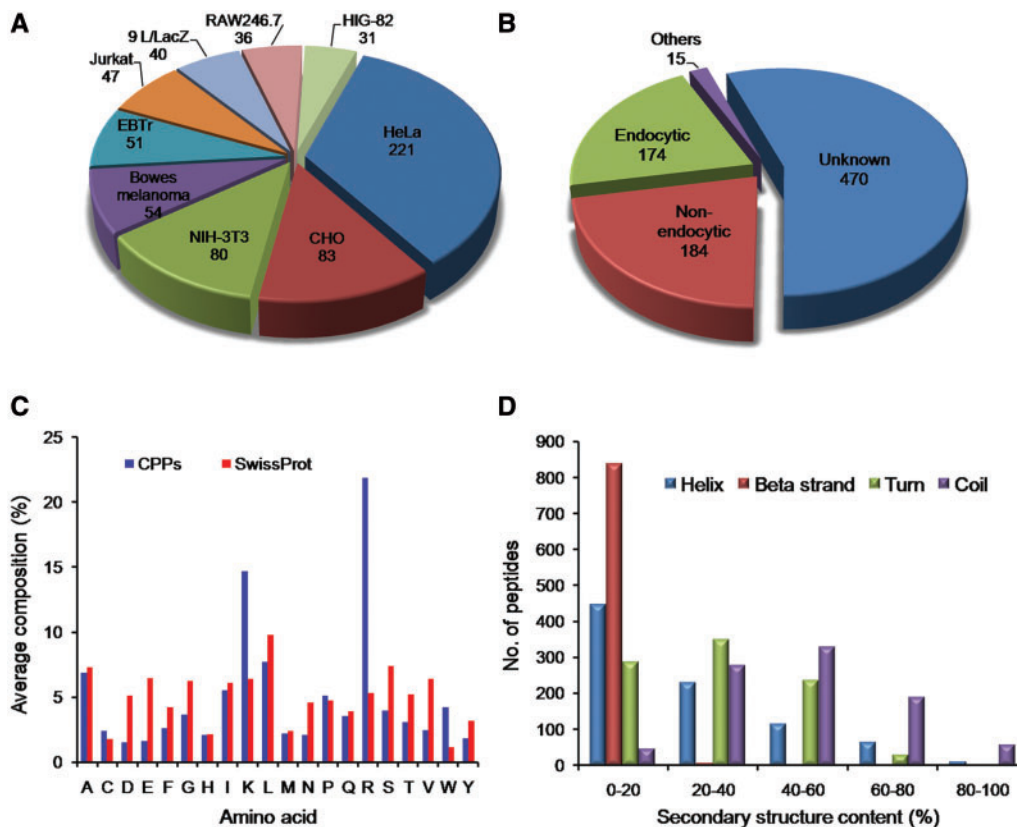 A
RAW246.7
36
HIG-82
31
9 L/LacZ
40
Jurkat
47
EBTr
51
HeLa
221
Bowes
melanoma
54
NIH-3T3
80
CHO
83
B
Others
15
Endocytic
174
Unknown
470
Non-
endocytic
184
C
25
20
15
10
5
0
Average composition (%)
CPPs SwissProt
A C D E F G H I K L M N P Q R S T V W Y
Amino acid
D
900
800
700
600
500
400
300
200
100
0
No. of peptides
Helix Beta strand Turn Coil
0-20 20-40 40-60 60-80 80-100
Secondary structure content (%)